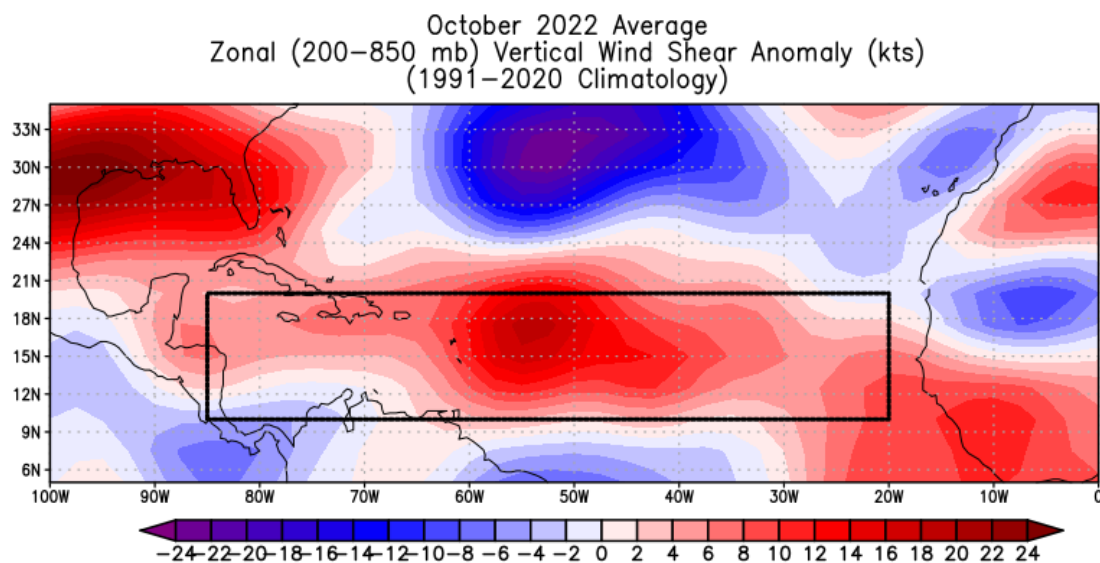 October 2022 Average
Zonal (200-850 mb) Vertical Wind Shear Anomaly (kts)
(1991-2020 Climatology)
33N
30N
27N
24N
21N
18N
15N
12N
9N
6N
100W 90W 80W 70W 60W 50W 40W 30W 20W 10W 0
-24 -22 -20 -18 -16 -14 -12 -10 -8 -6 -4 -2 0 2 4 6 8 10 12 14 16 18 20 22 24